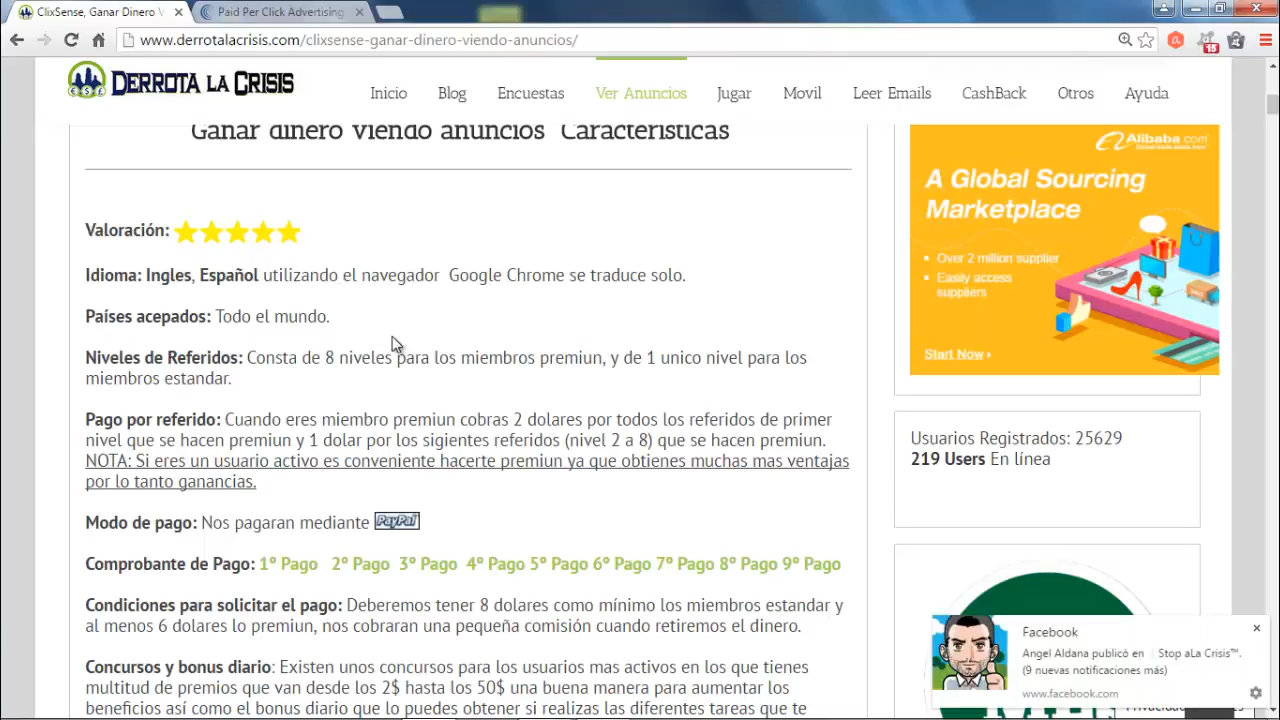 ClixSense, Ganar Dinero V
Paid Per Click Advertising
www.derrotalacrisis.com/clixsense-ganar-dinero-viendo-anuncios/
15
DERROTA LA CRISIS
Inicio Blog Encuestas Ver Anuncios Jugar Movil Leer Emails CashBack Otros Ayuda
Ganar dinero viendo anuncios Caracteristicas
Valoración:
Idioma: Ingles, Español utilizando el navegador Google Chrome se traduce solo.
Países acepados: Todo el mundo.
Niveles de Referidos: Consta de 8 niveles para los miembros premiun, y de 1 unico nivel para los
miembros estandar.
Pago por referido: Cuando eres miembro premiun cobras 2 dolares por todos los referidos de primer
nivel que se hacen premiun y 1 dolar por los sigientes referidos (nivel 2 a 8) que se hacen premiun.
NOTA: Si eres un usuario activo es conveniente hacerte premiun ya que obtienes muchas mas ventajas
por lo tanto ganancias.
Modo de pago: Nos pagaran mediante PayPal
Comprobante de Pago: 1º Pago 2º Pago 3º Pago 4º Pago 5º Pago 6º Pago 7º Pago 8º Pago 9º Pago
Condiciones para solicitar el pago: Deberemos tener 8 dolares como mínimo los miembros estandar y
al menos 6 dolares lo premiun, nos cobraran una pequeña comisión cuando retiremos el dinero.
Concursos y bonus diario: Existen unos concursos para los usuarios mas activos en los que tienes
multitud de premios que van desde los 2$ hasta los 50$ una buena manera para aumentar los
beneficios así como el bonus diario que lo puedes obtener si realizas las diferentes tareas que te
Alibaba.com
A Global Sourcing
Marketplace
Over 2 million supplier
Easily access
suppliers
Start Now ›
Usuarios Registrados: 25629
219 Users En línea
Facebook
Angel Aldana publicó en Stop aLa Crisis™.
(9 nuevas notificaciones más)
www.facebook.com